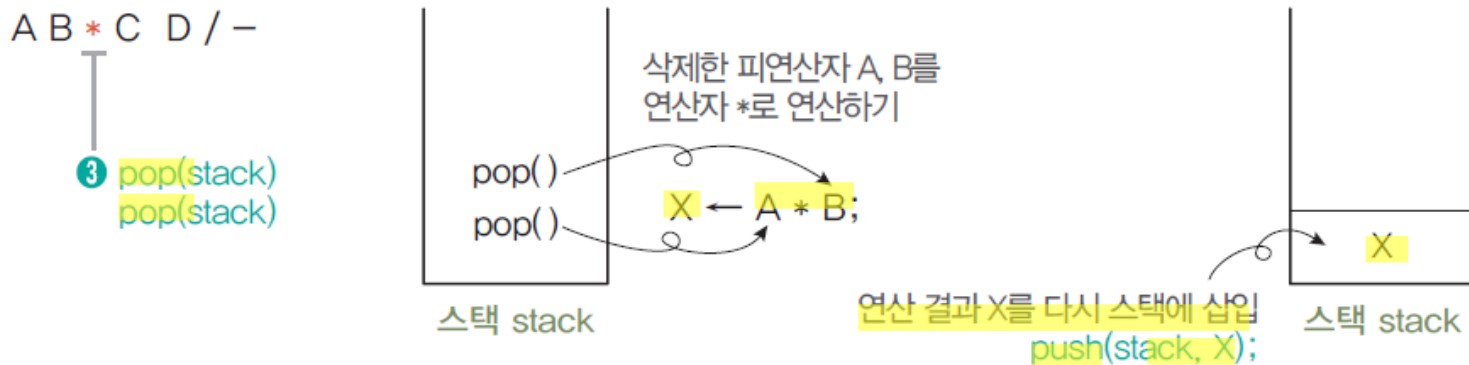 A B * C D / −
삭제한 피연산자 A, B를
연산자 *로 연산하기
❸ pop(stack)
pop(stack)
pop( )
pop( )
X ← A * B;
X
연산 결과 X를 다시 스택에 삽입
push(stack, X);
스택 stack
스택 stack